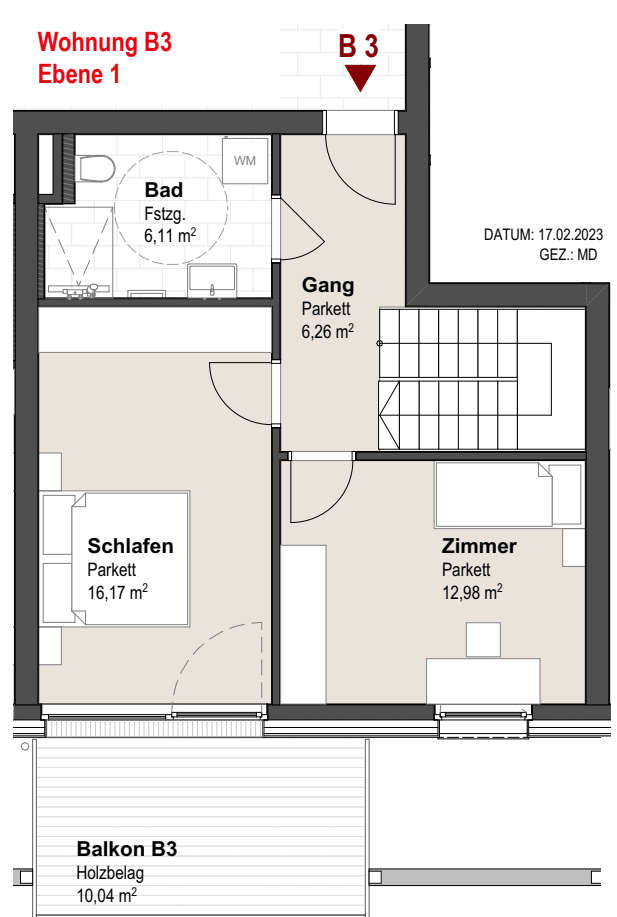 Wohnung B3
Ebene 1
B 3
WM
Bad
Fstzg.
6,11 m²
DATUM: 17.02.2023
GEZ.: MD
Gang
Parkett
6,26 m²
Schlafen
Parkett
16,17 m²
Zimmer
Parkett
12,98 m²
Balkon B3
Holzbelag
10,04 m²